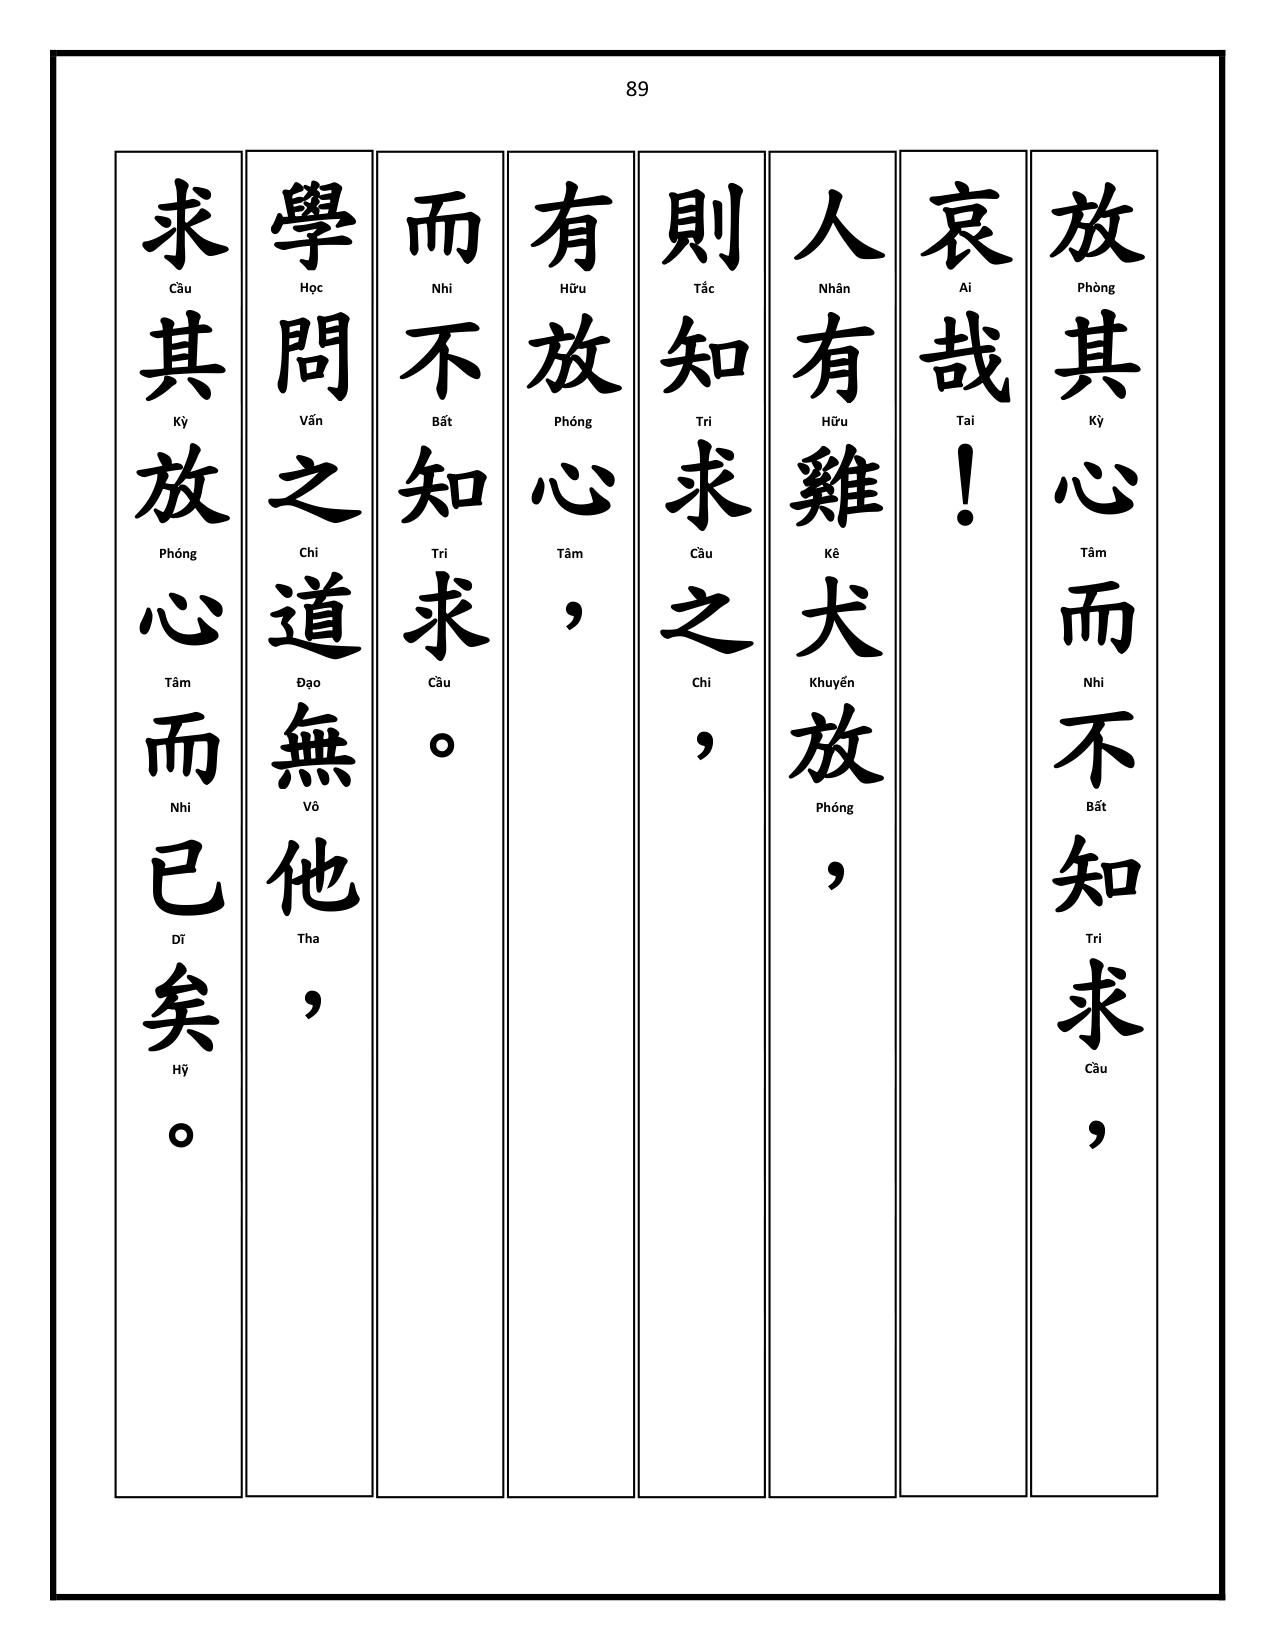 89
放其心而不知求，
Phòng Kỳ Tâm Nhi Bất Tri Cầu
哀哉！
Ai Tai
人有雞犬放，
Nhân Hữu Kê Khuyển Phóng
則知求之，
Tắc Tri Cầu Chi
有放心，
Hữu Phóng Tâm
而不知求。
Nhi Bất Tri Cầu
學問之道無他，
Học Vấn Chi Đạo Vô Tha
求其放心而已矣。
Cầu Kỳ Phóng Tâm Nhi Dĩ Hỹ